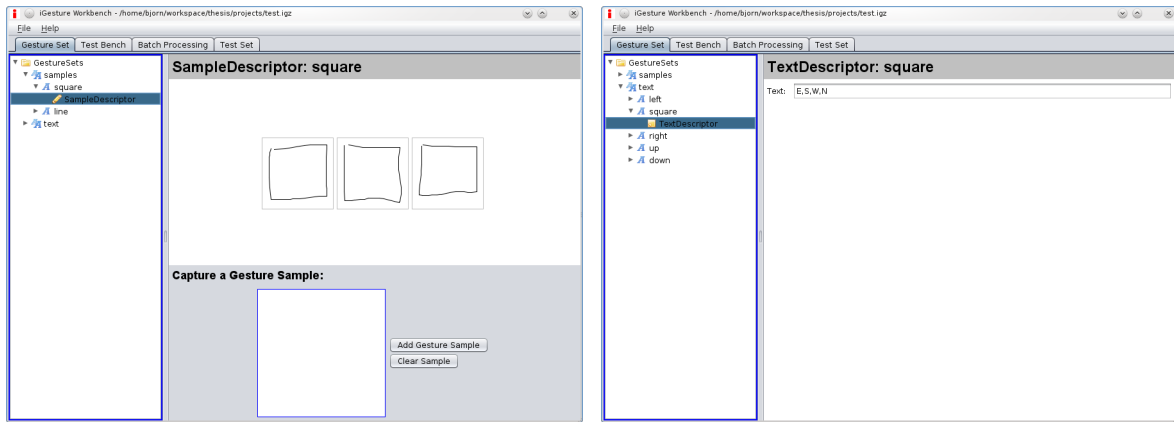 iGesture Workbench - /home/bjorn/workspace/thesis/projects/test.igz
File Help
Gesture Set Test Bench Batch Processing Test Set
GestureSets
samples
square
SampleDescriptor
line
text
SampleDescriptor: square
Capture a Gesture Sample:
Add Gesture Sample
Clear Sample
iGesture Workbench - /home/bjorn/workspace/thesis/projects/test.igz
File Help
Gesture Set Test Bench Batch Processing Test Set
GestureSets
samples
text
left
square
TextDescriptor
right
up
down
TextDescriptor: square
Text: E,S,W,N